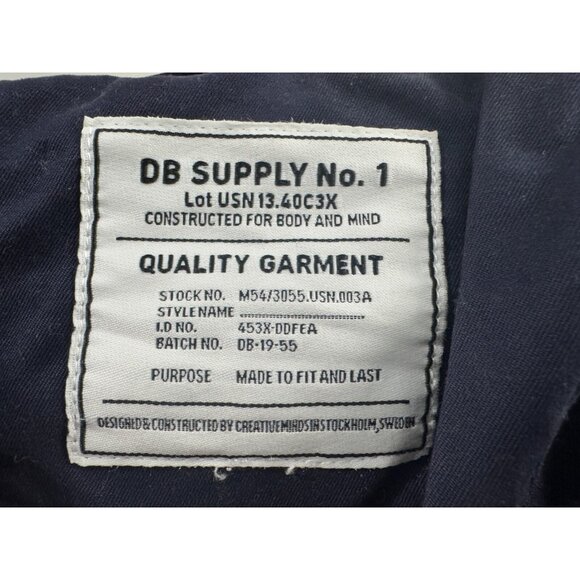 DB SUPPLY No. 1
Lot USN 13.40C3X
CONSTRUCTED FOR BODY AND MIND
QUALITY GARMENT
STOCK NO. M54/3055.USN.003A
STYLE NAME
I.D NO. 453X-DDFEA
BATCH NO. DB-19-55
PURPOSE MADE TO FIT AND LAST
DESIGNED & CONSTRUCTED BY CREATIVE MINDS IN STOCKHOLM, SWEDEN